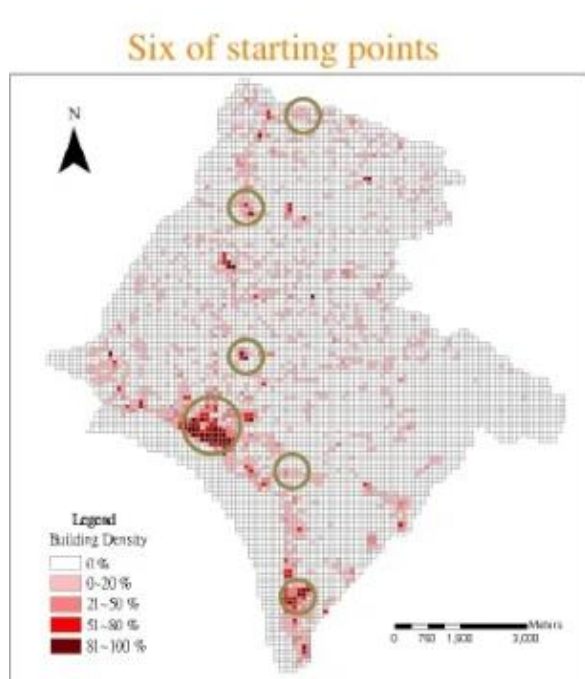 Six of starting points
N
Legend
Building Density
0 %
0~20 %
21~50 %
51~80 %
81~100 %
Meters
0 750 1,500 3,000